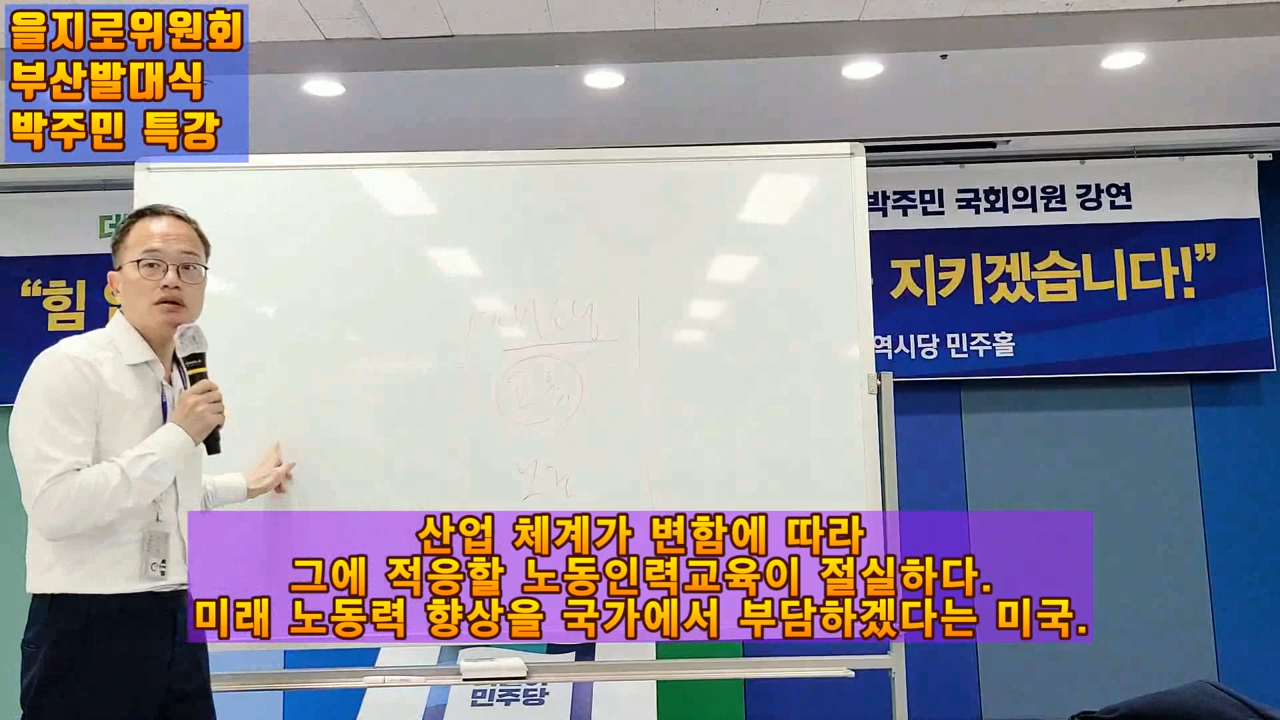 을지로위원회
부산발대식
박주민 특강
박주민 국회의원 강연
“힘
지키겠습니다!”
역시당 민주홀
교육
산업 체계가 변함에 따라
그에 적응할 노동인력교육이 절실하다.
미래 노동력 향상을 국가에서 부담하겠다는 미국.
민주당